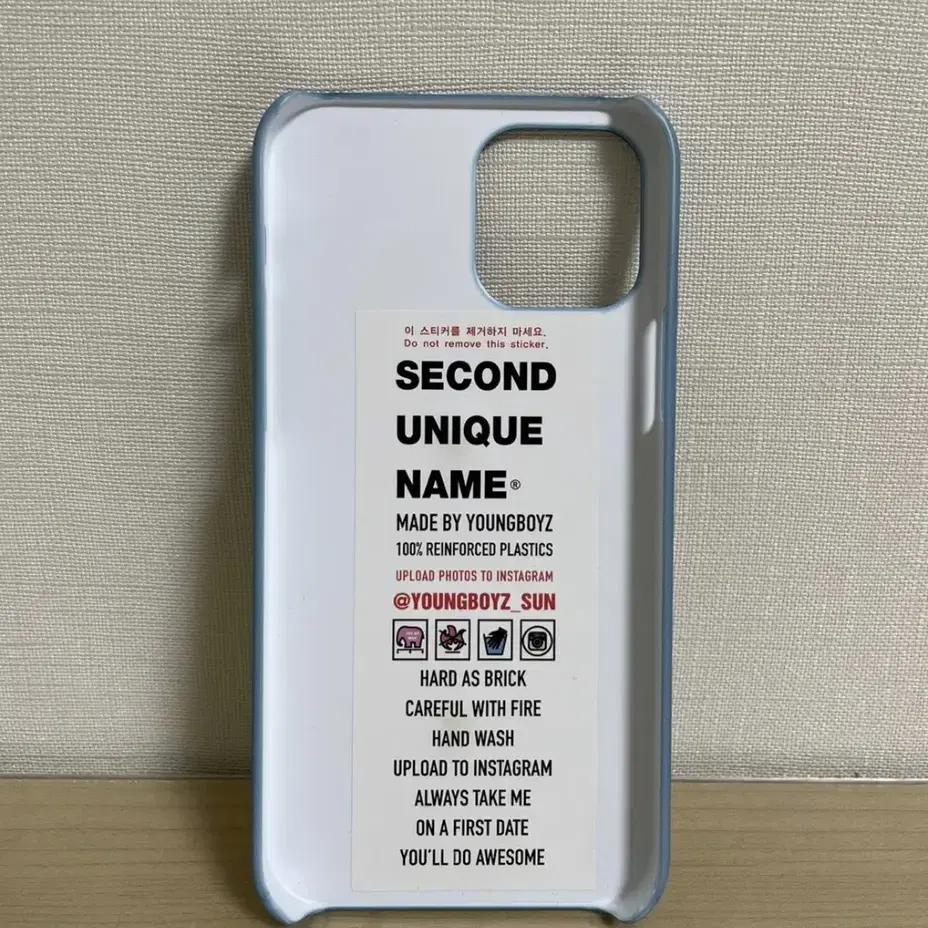 이 스티커를 제거하지 마세요.
Do not remove this sticker.
SECOND
UNIQUE
NAME®
MADE BY YOUNGBOYZ
100% REINFORCED PLASTICS
UPLOAD PHOTOS TO INSTAGRAM
@YOUNGBOYZ_SUN
HARD AS BRICK
CAREFUL WITH FIRE
HAND WASH
UPLOAD TO INSTAGRAM
ALWAYS TAKE ME
ON A FIRST DATE
YOU'LL DO AWESOME